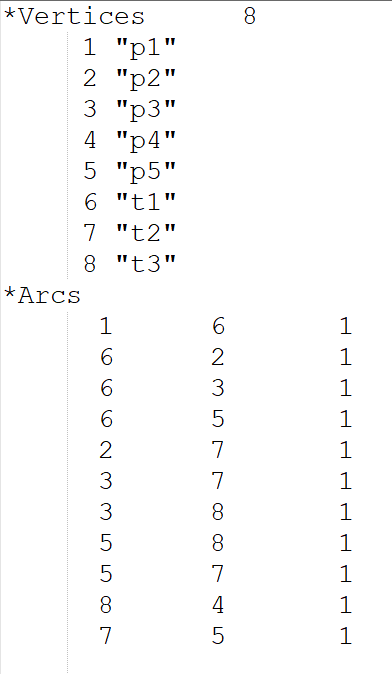 *Vertices 8
1 "p1"
2 "p2"
3 "p3"
4 "p4"
5 "p5"
6 "t1"
7 "t2"
8 "t3"
*Arcs
1 6 1
6 2 1
6 3 1
6 5 1
2 7 1
3 7 1
3 8 1
5 8 1
5 7 1
8 4 1
7 5 1